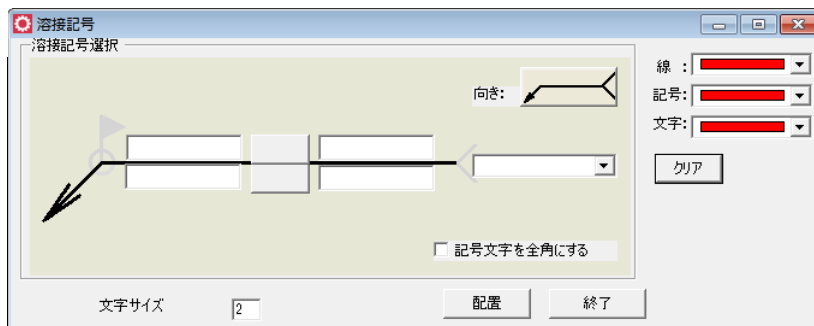 溶接記号
溶接記号選択
向き:
線 :
記号:
文字:
クリア
記号文字を全角にする
文字サイズ
2
配置
終了